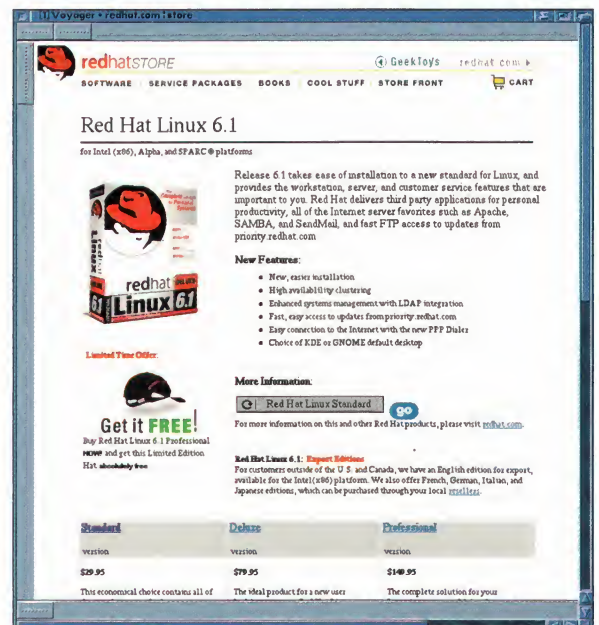 Voyager • redhat.com | store
redhatSTORE
GeekToys redhat.com
SOFTWARE SERVICE PACKAGES BOOKS COOL STUFF STORE FRONT CART
Red Hat Linux 6.1
for Intel (x86), Alpha, and SPARC® platforms
Release 6.1 takes ease of installation to a new standard for Linux, and
provides the workstation, server, and customer service features that are
important to you. Red Hat delivers third party applications for personal
productivity, all of the Internet server favorites such as Apache,
SAMBA, and SendMail, and fast FTP access to updates from
priority.redhat.com
redhat
Linux 6.1
redhat
Linux
6.1
New Features:
New, easier installation
High availability clustering
Enhanced systems management with LDAP integration
Fast, easy access to updates from priority.redhat.com
Easy connection to the Internet with the new PPP Dialer
Choice of KDE or GNOME default desktop
Limited Time Offer:
Get it FREE!
Buy Red Hat Linux 6.1 Professional
NOW! and get this Limited Edition
Hat absolutely free
More Information:
Red Hat Linux Standard go
For more information on this and other Red Hat products, please visit redhat.com.
Red Hat Linux 6.1: Export Editions
For customers outside of the U.S. and Canada, we have an English edition for export,
available for the Intel(x86) platform. We also offer French, German, Italian, and
Japanese editions, which can be purchased through your local resellers.
Standard Deluxe Professional
version version version
$29.95 $79.95 $149.95
This economical choice contains all of The ideal product for a new user The complete solution for your